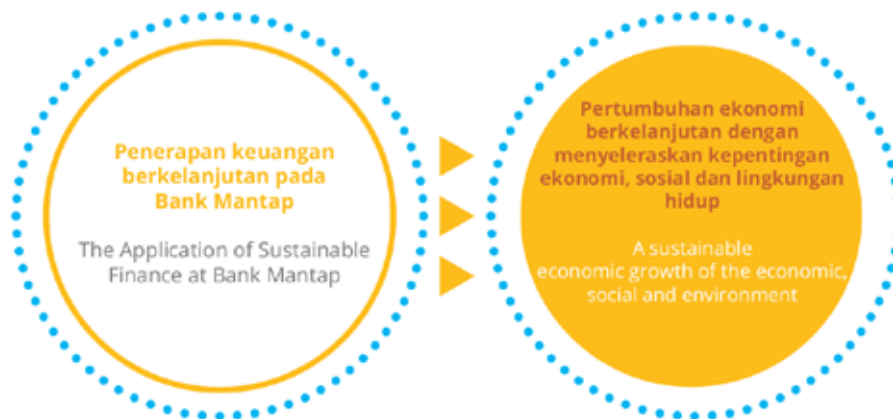 Penerapan keuangan
berkelanjutan pada
Bank Mantap
The Application of Sustainable
Finance at Bank Mantap
Pertumbuhan ekonomi
berkelanjutan dengan
menyeleraskan kepentingan
ekonomi, sosial dan lingkungan
hidup
A sustainable
economic growth of the economic,
social and environment